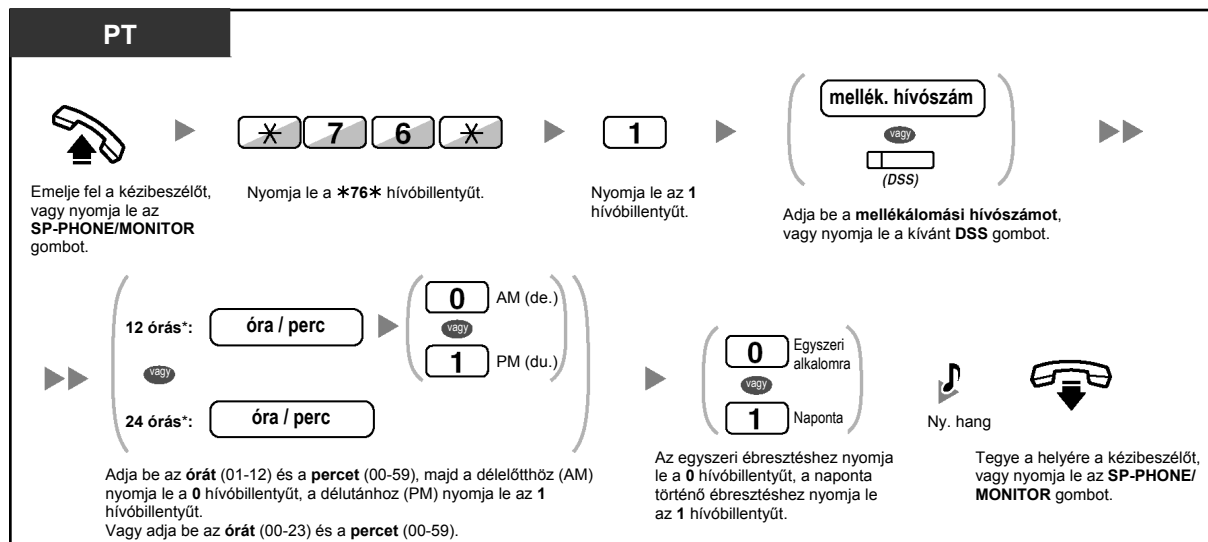 PT
mellék. hívószám
vagy
(DSS)
✳ 7 6 ✳
1
Emelje fel a kézibeszélőt,
vagy nyomja le az
SP-PHONE/MONITOR
gombot.
Nyomja le a ✳76✳ hívóbillentyűt.
Nyomja le az 1
hívóbillentyűt.
Adja be a mellékálomási hívószámot,
vagy nyomja le a kívánt DSS gombot.
12 órás*:
óra / perc
0 AM (de.)
vagy
1 PM (du.)
vagy
24 órás*:
óra / perc
0 Egyszeri
alkalomra
vagy
1 Naponta
Ny. hang
Adja be az órát (01-12) és a percet (00-59), majd a délelőtthöz (AM)
nyomja le a 0 hívóbillentyűt, a délutánhoz (PM) nyomja le az 1
hívóbillentyűt.
Vagy adja be az órát (00-23) és a percet (00-59).
Az egyszeri ébresztéshez nyomja
le a 0 hívóbillentyűt, a naponta
történő ébresztéshez nyomja le
az 1 hívóbillentyűt.
Tegye a helyére a kézibeszélőt,
vagy nyomja le az SP-PHONE/
MONITOR gombot.